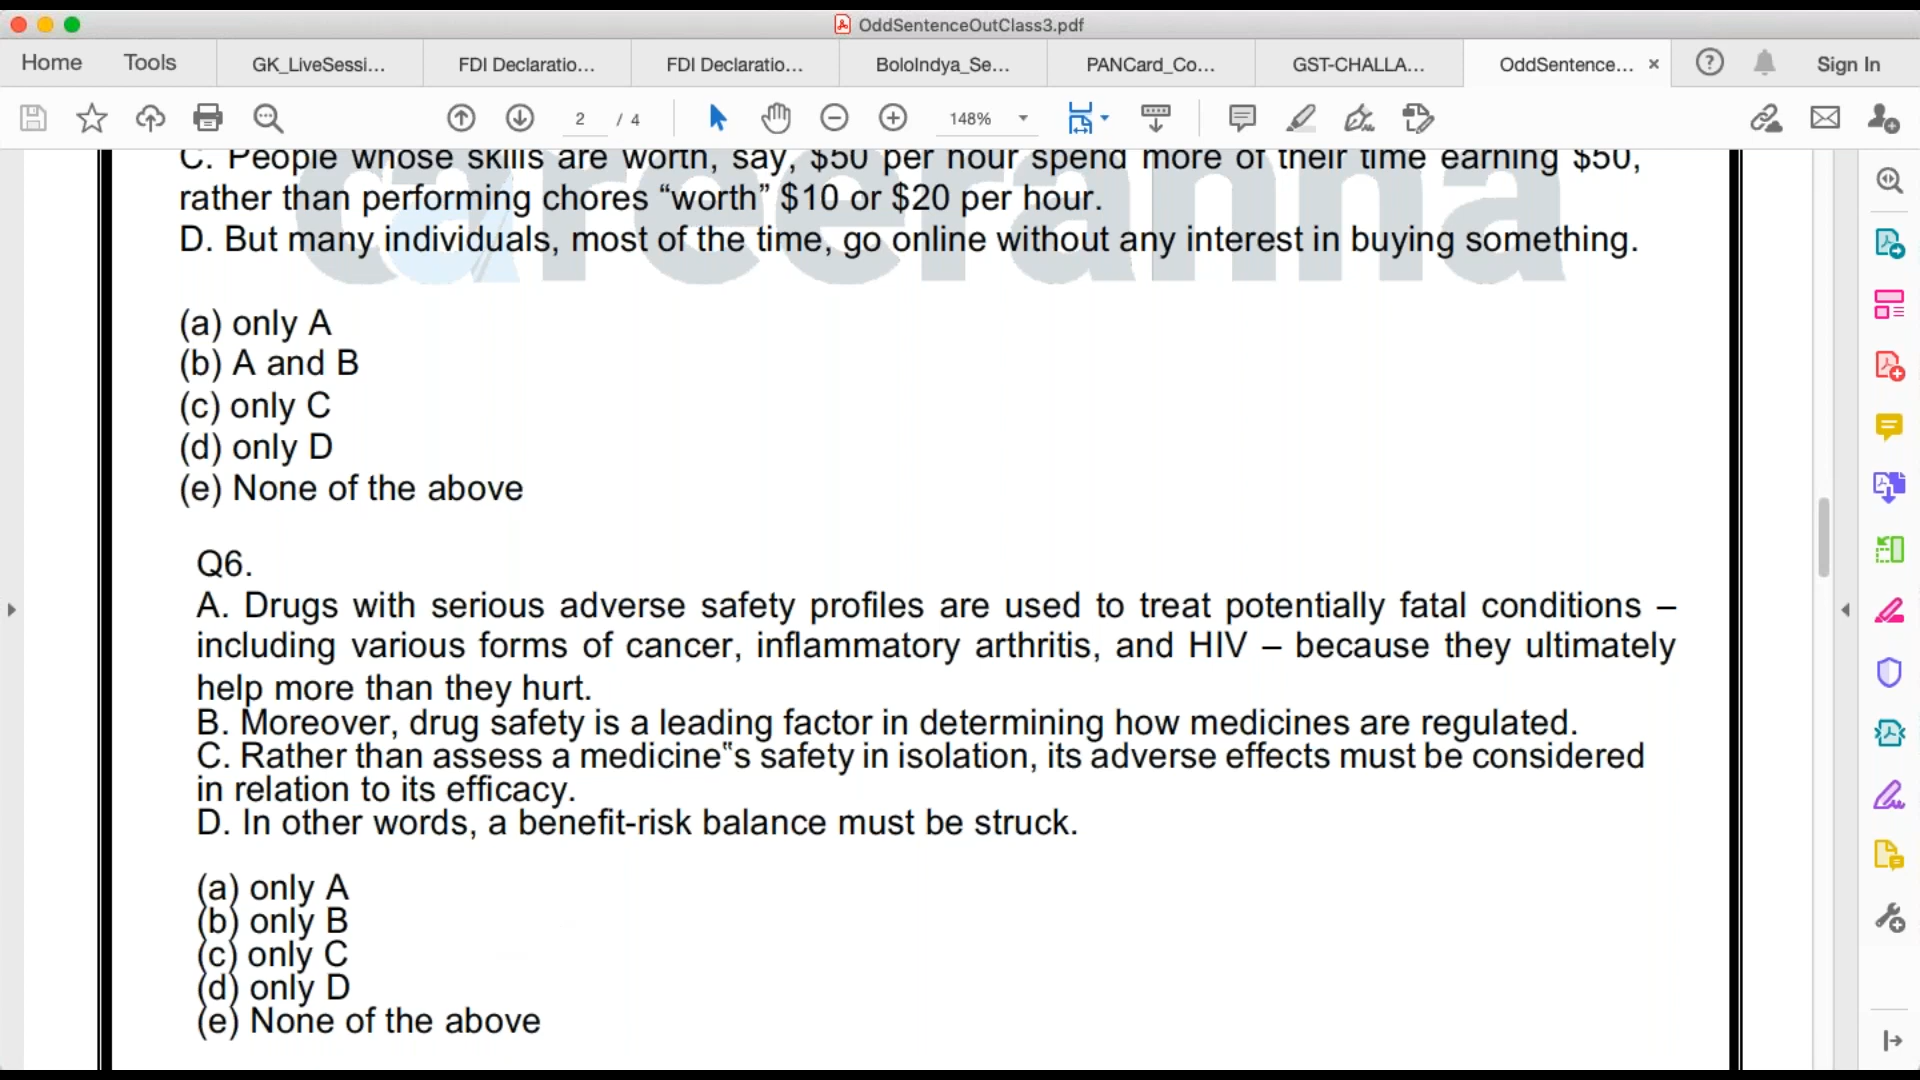 OddSentenceOutClass3.pdf
Home Tools GK_LiveSessi... FDI Declaratio... FDI Declaratio... BoloIndya_Se... PANCard_Co... GST-CHALLA... OddSentence... × Sign In
2 / 4 148%
C. People whose skills are worth, say, $50 per hour spend more of their time earning $50,
rather than performing chores “worth” $10 or $20 per hour.
D. But many individuals, most of the time, go online without any interest in buying something.
careeranna
(a) only A
(b) A and B
(c) only C
(d) only D
(e) None of the above
Q6.
A. Drugs with serious adverse safety profiles are used to treat potentially fatal conditions –
including various forms of cancer, inflammatory arthritis, and HIV – because they ultimately
help more than they hurt.
B. Moreover, drug safety is a leading factor in determining how medicines are regulated.
C. Rather than assess a medicine‟s safety in isolation, its adverse effects must be considered
in relation to its efficacy.
D. In other words, a benefit-risk balance must be struck.
(a) only A
(b) only B
(c) only C
(d) only D
(e) None of the above